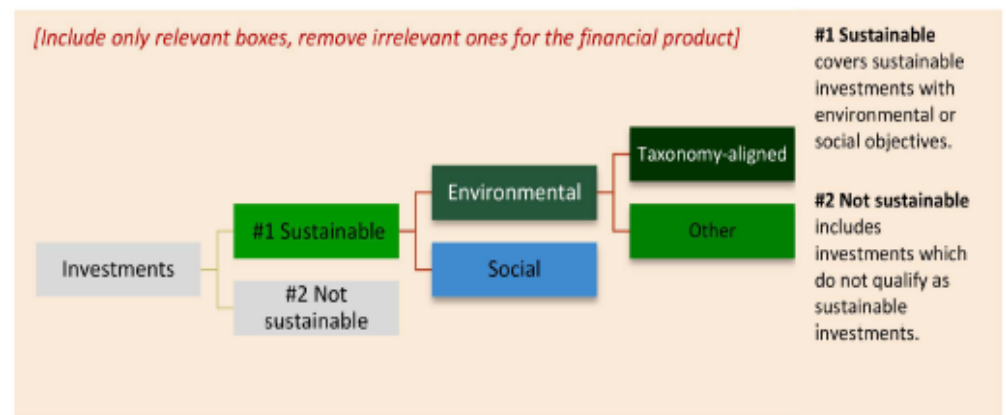 [Include only relevant boxes, remove irrelevant ones for the financial product]
#1 Sustainable
covers sustainable
investments with
environmental or
social objectives.
#2 Not sustainable
includes
investments which
do not qualify as
sustainable
investments.
Investments
#1 Sustainable
#2 Not
sustainable
Environmental
Social
Taxonomy-aligned
Other